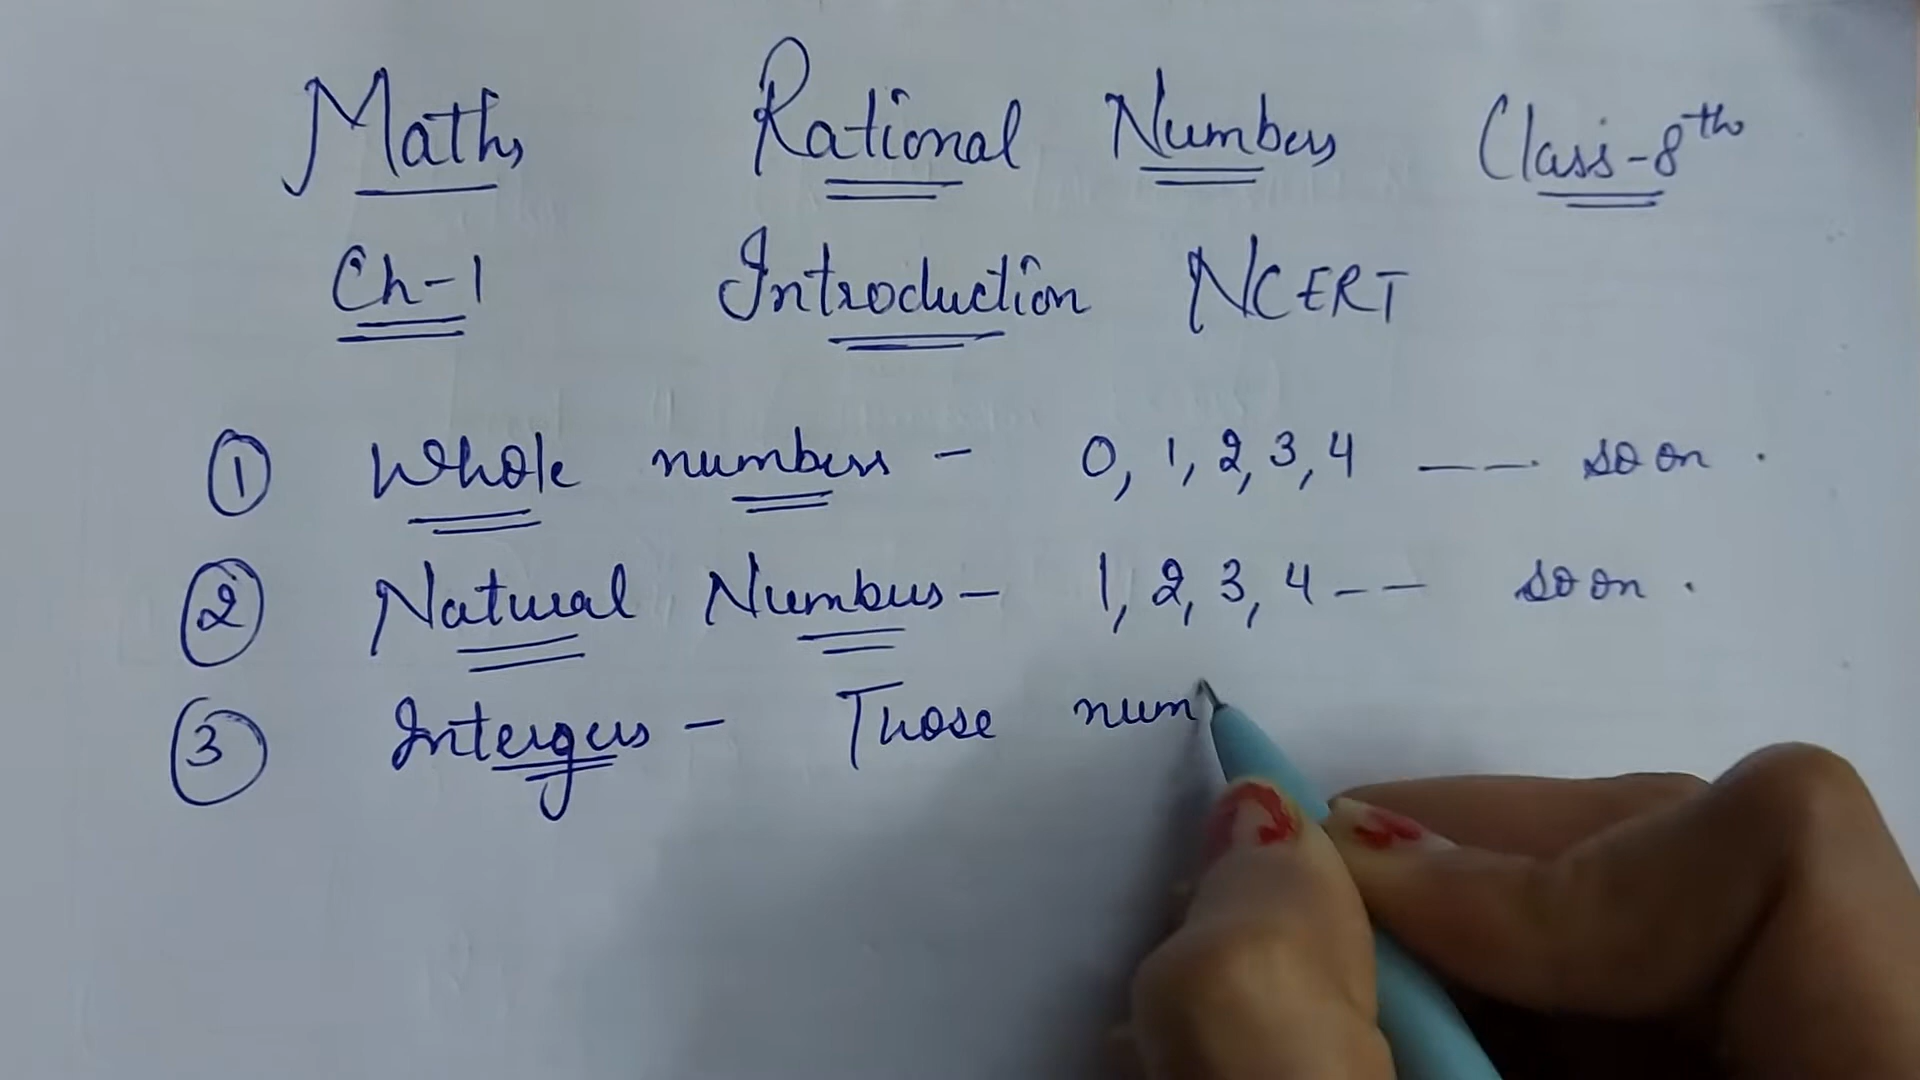 Maths Rational Numbers Class-8th
Ch-1 Introduction NCERT
① Whole numbers - 0, 1, 2, 3, 4 --- so on.
② Natural Numbers - 1, 2, 3, 4 -- so on.
③ Intergers - Those num